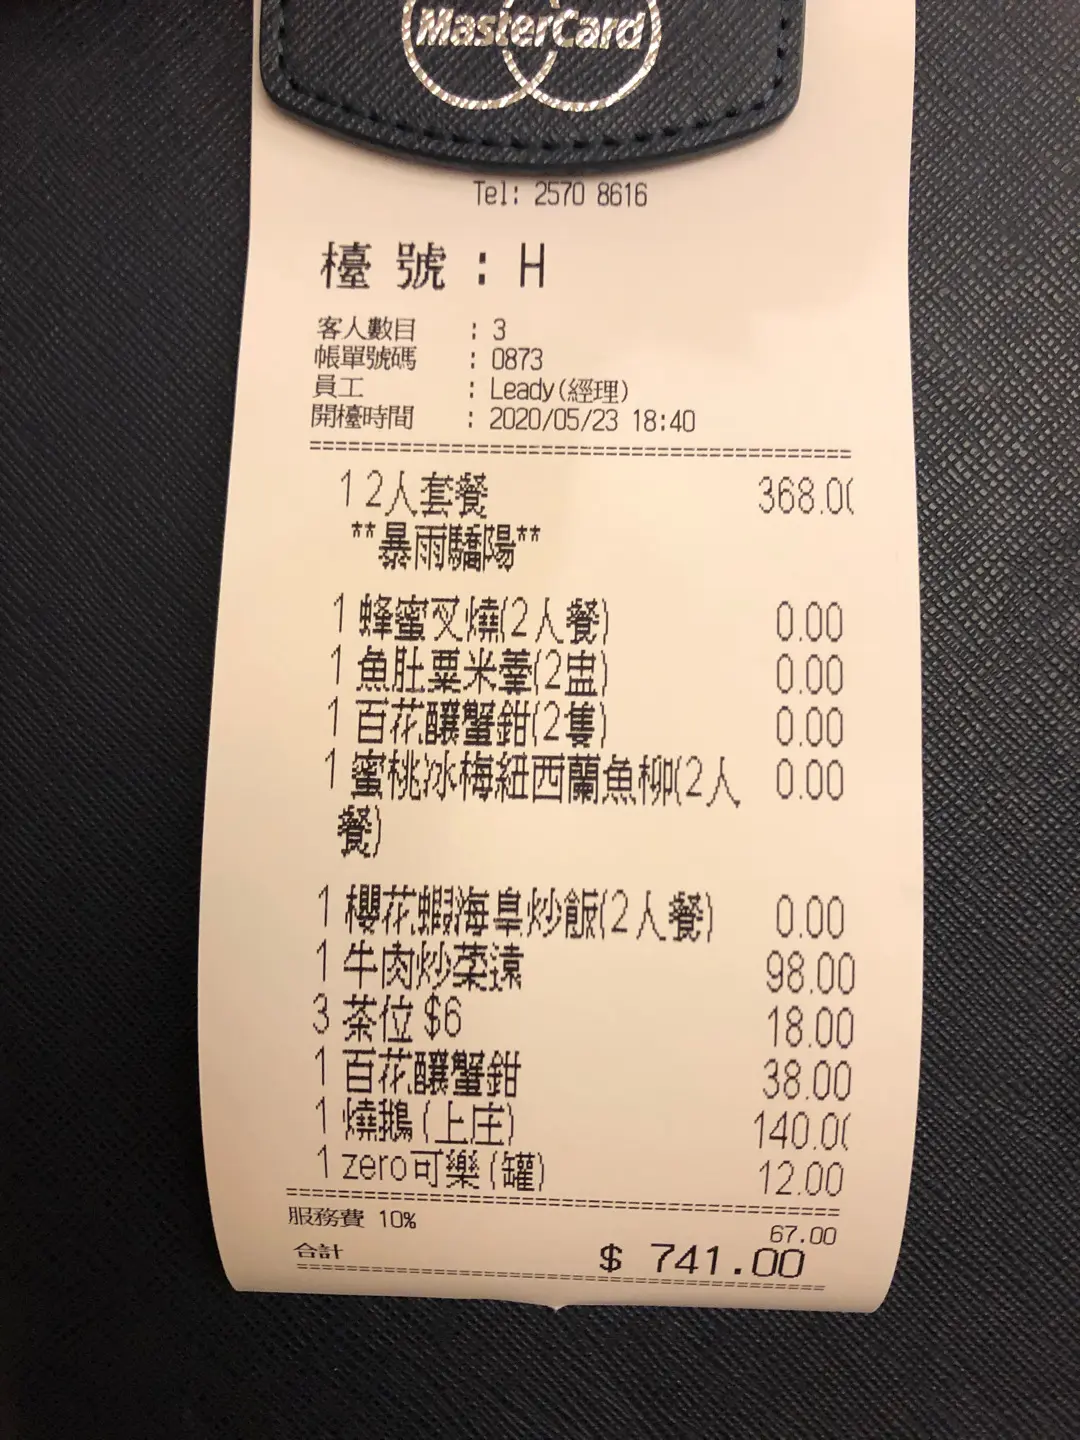 MasterCard
Tel: 2570 8616
檯號 : H
客人數目 : 3
帳單號碼 : 0873
員工 : Leady(經理)
開檯時間 : 2020/05/23 18:40
1 2人套餐 368.00
**暴雨驕陽**
1 蜂蜜叉燒(2人餐) 0.00
1 魚肚粟米羹(2盅) 0.00
1 百花釀蟹鉗(2隻) 0.00
1 蜜桃冰梅紐西蘭魚柳(2人 0.00
餐)
1 櫻花蝦海皇炒飯(2人餐) 0.00
1 牛肉炒菜遠 98.00
3 茶位 $6 18.00
1 百花釀蟹鉗 38.00
1 燒鵝(上庄) 140.00
1 zero可樂(罐) 12.00
服務費 10% 67.00
合計 $ 741.00